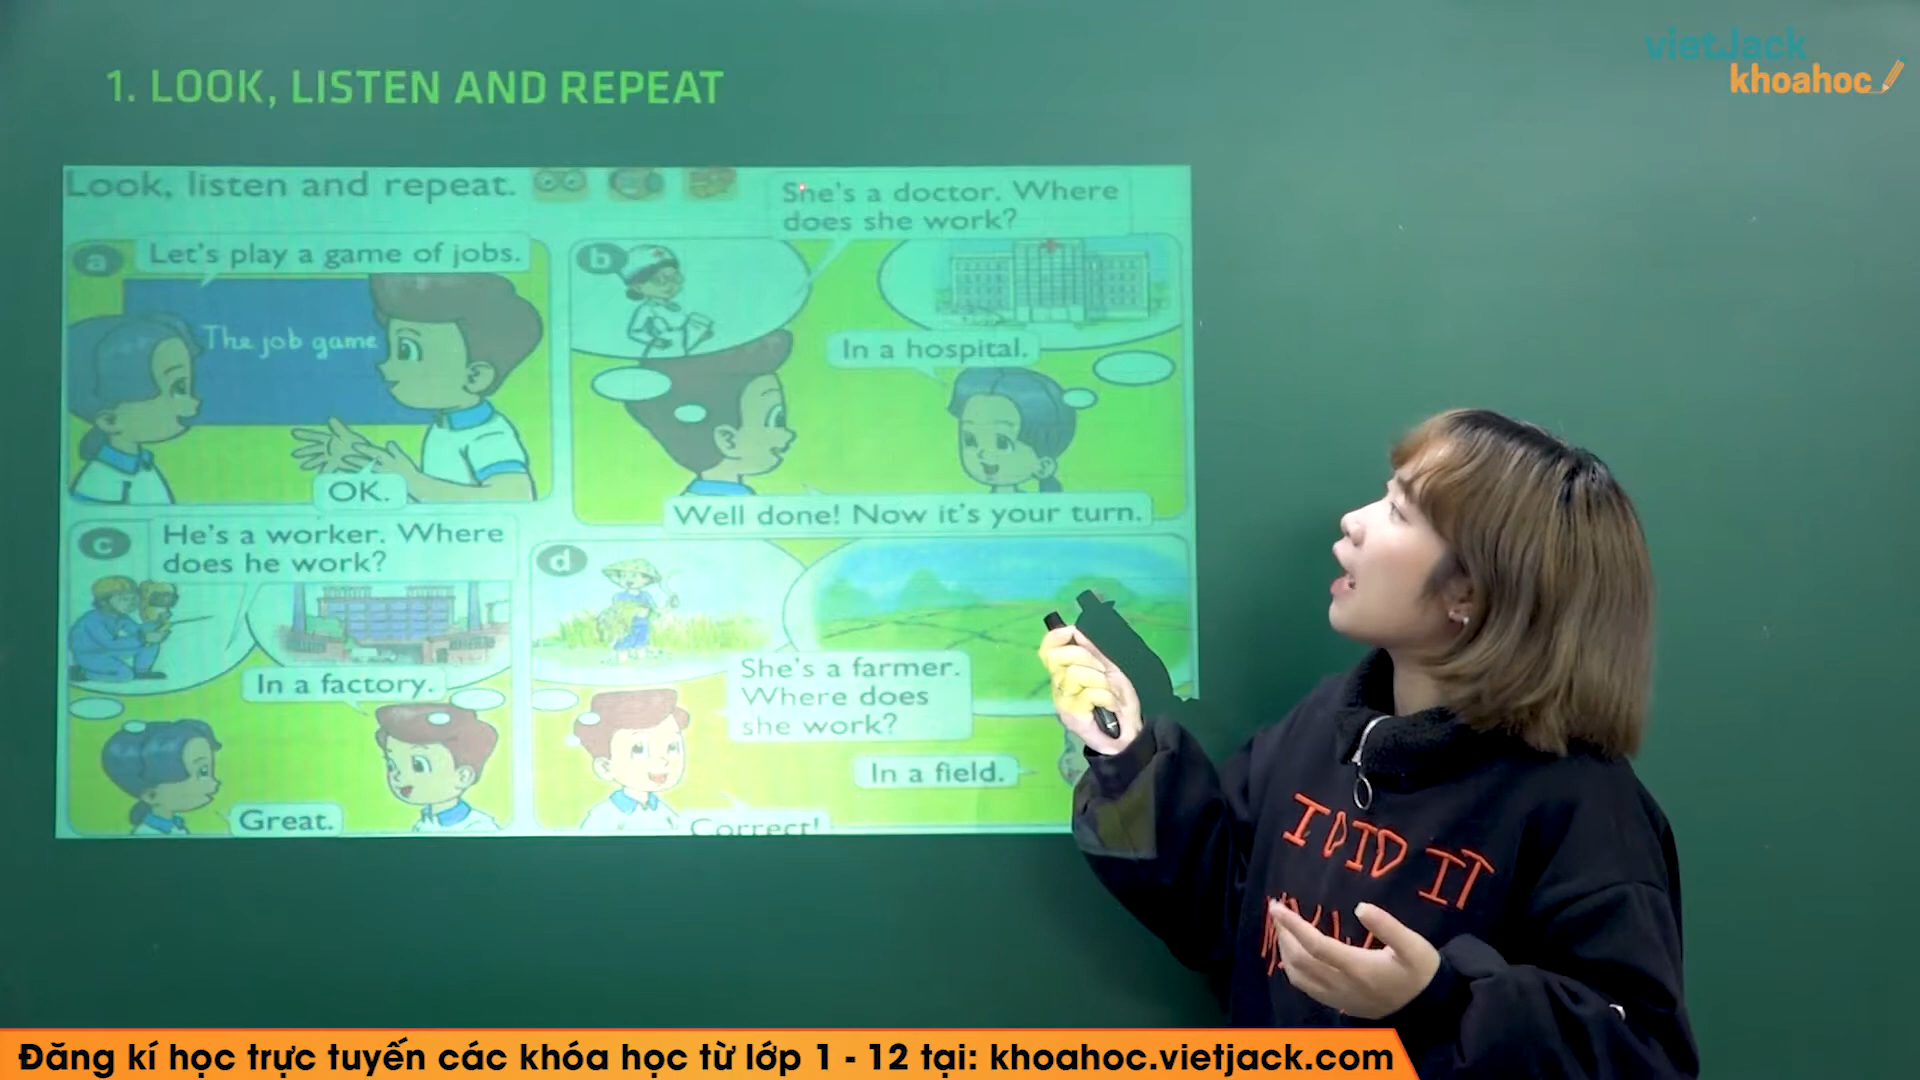 1. LOOK, LISTEN AND REPEAT
vietJack
khoahoc
Look, listen and repeat.
a
Let's play a game of jobs.
The job game
OK.
b
She's a doctor. Where
does she work?
In a hospital.
Well done! Now it's your turn.
c
He's a worker. Where
does he work?
In a factory.
Great.
d
She's a farmer.
Where does
she work?
In a field.
Correct!
I DID IT
Đăng kí học trực tuyến các khóa học từ lớp 1 - 12 tại: khoahoc.vietjack.com